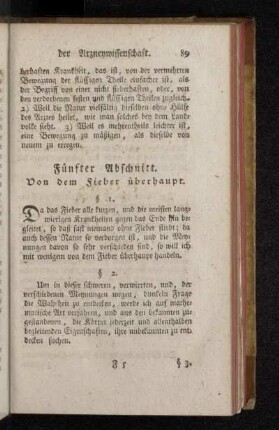 der Arzneywissenschaft. 89
berhaften Krankheit, das ist, von der vermehrten
Bewegung der flüssigen Theile einfacher ist, als
der Begriff von einer nicht fieberhaften, oder, von
den verdorbenen festen und flüssigen Theilen zugleich.
2) Weil die Natur vielfältig dieselben ohne Hülfe
des Arztes heilet, wie man solches bey dem Land-
volke sieht. 3) Weil es mehrentheils leichter ist,
eine Bewegung zu mäßigen, als dieselbe von
neuem zu erregen.
Fünfter Abschnitt.
Von dem Fieber überhaupt.
§ 1.
Da das Fieber alle kurzen, und die meisten lang-
wierigen Krankheiten gegen das Ende hin be-
gleitet, so daß fast niemand ohne Fieber stirbt; da
auch dessen Natur so verborgen ist, und die Mey-
nungen davon so sehr verschieden sind, so will ich
mit wenigen von dem Fieber überhaupt handeln.
§ 2.
Um in dieser schweren, verwirrten, und, der
verschiedenen Meynungen wegen, dunkeln Frage
die Wahrheit zu entdecken, werde ich auf mathe-
matische Art verfahren, und aus den bekannten zu-
gestandenen, die Körper jederzeit und allenthalben
begleitenden Eigenschaften, ihre unbekannten zu ent-
decken suchen.
§ 3.